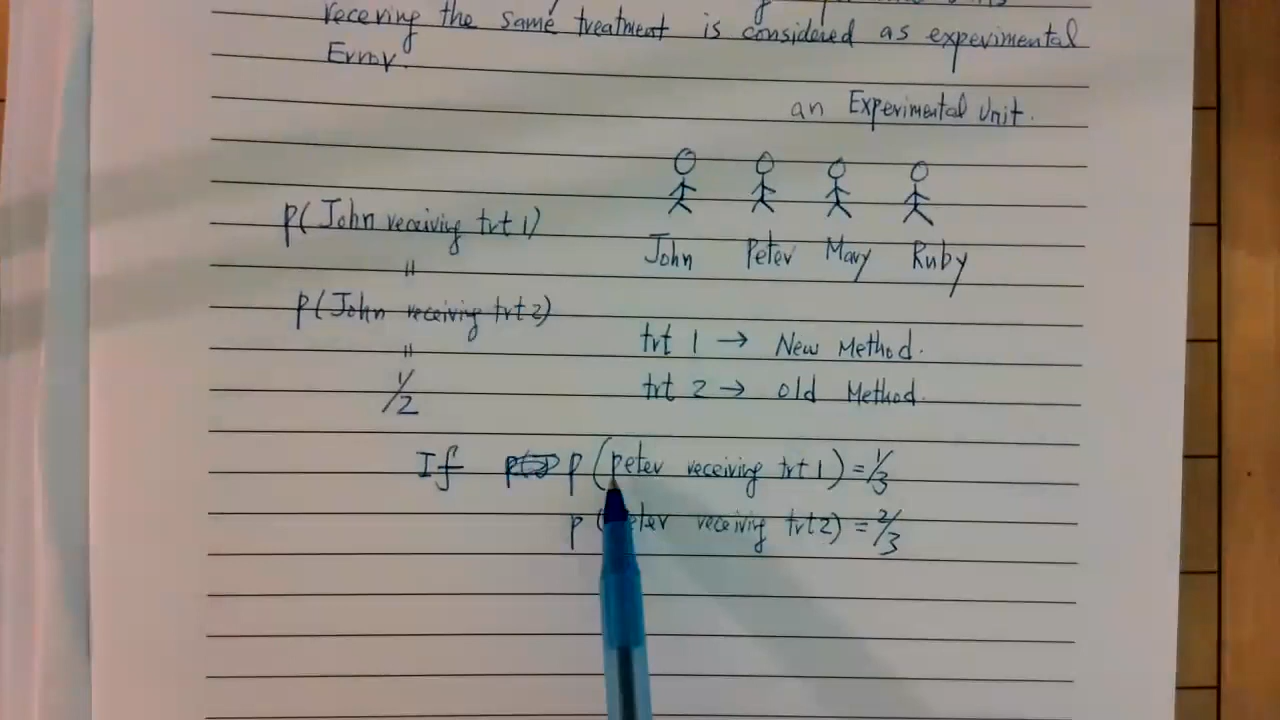 receving the same treatment is considered as experimental
Error.
an Experimental Unit.
John Peter Mary Ruby
P( John receiving trt 1)
=
P( John receiving trt 2)
=
1/2
trt 1 → New Method.
trt 2 → old Method.
If P(peter receiving trt 1) = 1/3
P( receiving trt 2) = 2/3